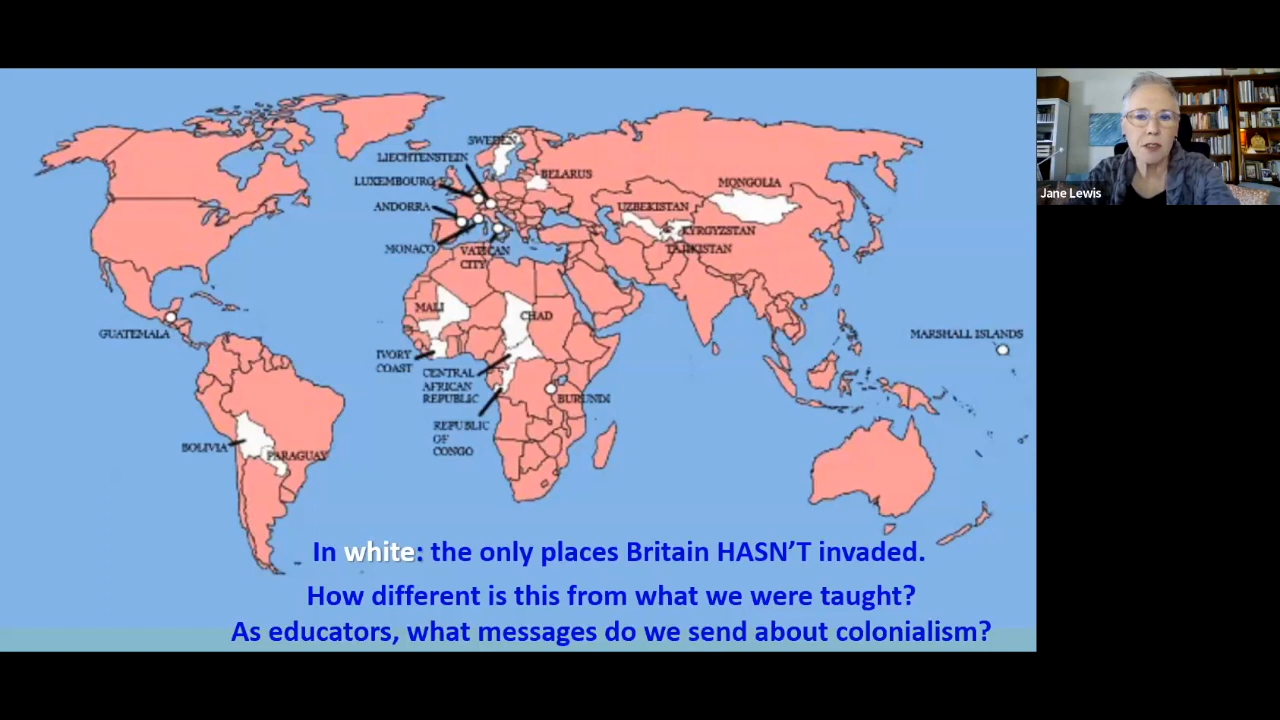 SWEDEN
LIECHTENSTEIN
LUXEMBOURG
BELARUS
MONGOLIA
ANDORRA
UZBEKISTAN
KYRGYZSTAN
MONACO
VATICAN
CITY
TAJIKISTAN
MALI
CHAD
GUATEMALA
MARSHALL ISLANDS
IVORY
COAST
CENTRAL
AFRICAN
REPUBLIC
BURUNDI
REPUBLIC
OF
CONGO
BOLIVIA
PARAGUAY
Jane Lewis
In white: the only places Britain HASN’T invaded.
How different is this from what we were taught?
As educators, what messages do we send about colonialism?